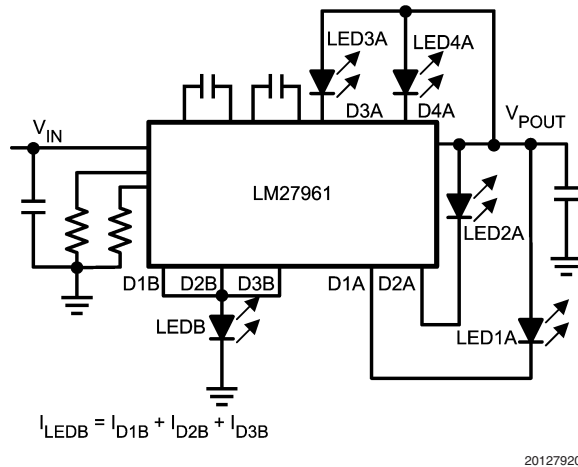 LED3A
LED4A
D3A
D4A
V_IN
V_POUT
LM27961
LED2A
D1B
D2B
D3B
D1A
D2A
LEDB
LED1A
I_LEDB = I_D1B + I_D2B + I_D3B
20127920